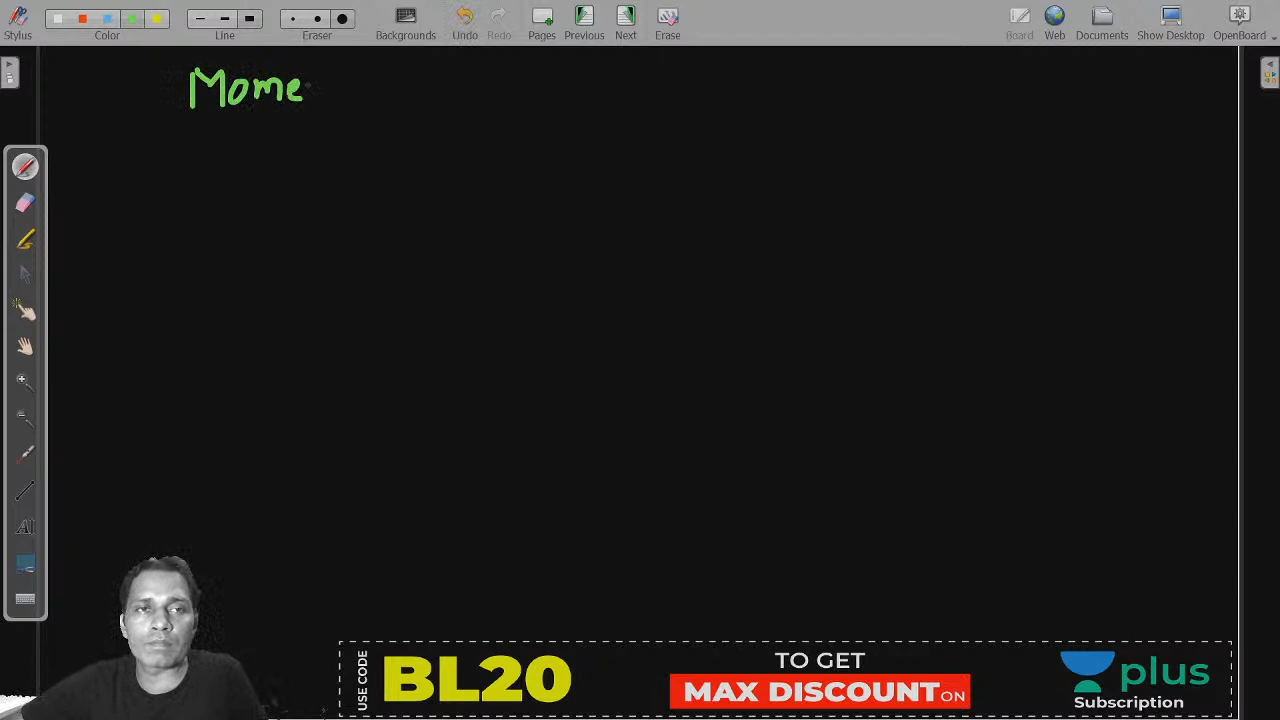 Stylus
Color
Line
Eraser
Backgrounds
Undo
Redo
Pages
Previous
Next
Erase
Board
Web
Documents
Show Desktop
OpenBoard
Mome
AI
USE CODE
BL20
TO GET
MAX DISCOUNT ON
plus
Subscription